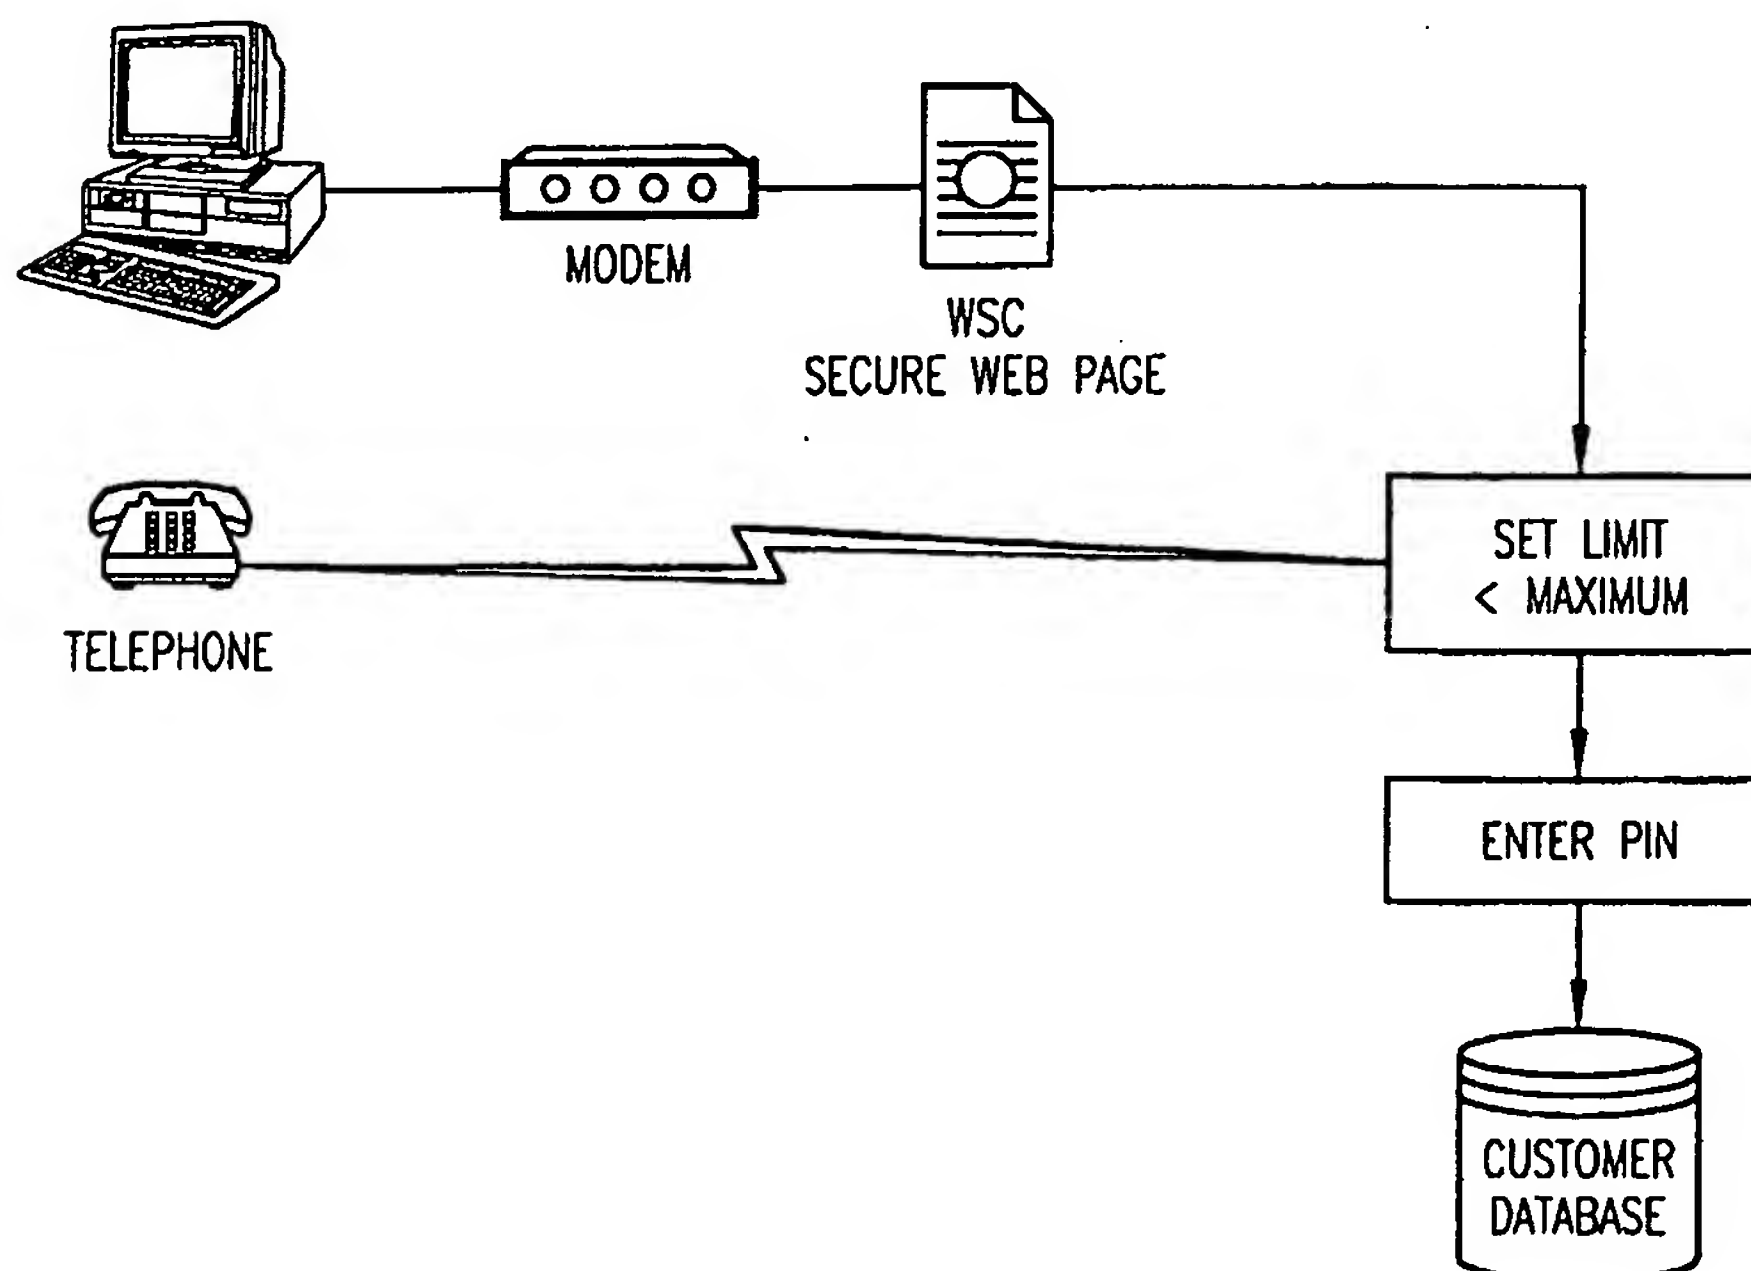 MODEM
WSC
SECURE WEB PAGE
TELEPHONE
SET LIMIT
< MAXIMUM
ENTER PIN
CUSTOMER
DATABASE